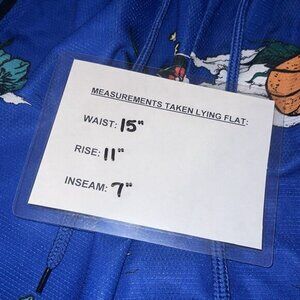 MEASUREMENTS TAKEN LYING FLAT:
WAIST: 15"
RISE: 11"
INSEAM: 7"